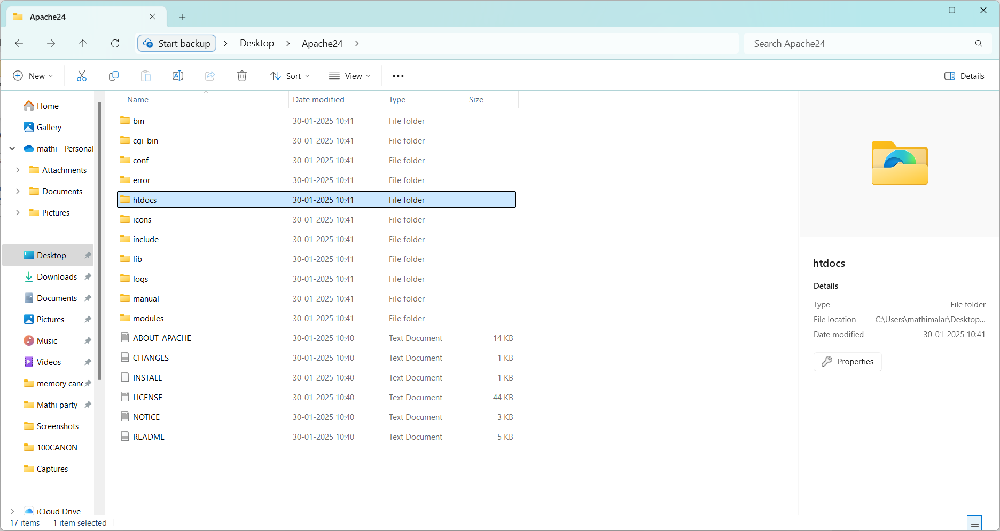 Apache24
Start backup Desktop Apache24
Search Apache24
New Sort View Details
Home
Gallery
mathi - Personal
Attachments
Documents
Pictures
Desktop
Downloads
Documents
Pictures
Music
Videos
memory canc
Mathi party
Screenshots
100CANON
Captures
iCloud Drive
Name Date modified Type Size
bin 30-01-2025 10:41 File folder
cgi-bin 30-01-2025 10:41 File folder
conf 30-01-2025 10:41 File folder
error 30-01-2025 10:41 File folder
htdocs 30-01-2025 10:41 File folder
icons 30-01-2025 10:41 File folder
include 30-01-2025 10:41 File folder
lib 30-01-2025 10:41 File folder
logs 30-01-2025 10:41 File folder
manual 30-01-2025 10:41 File folder
modules 30-01-2025 10:41 File folder
ABOUT_APACHE 30-01-2025 10:40 Text Document 14 KB
CHANGES 30-01-2025 10:40 Text Document 1 KB
INSTALL 30-01-2025 10:40 Text Document 1 KB
LICENSE 30-01-2025 10:40 Text Document 44 KB
NOTICE 30-01-2025 10:40 Text Document 3 KB
README 30-01-2025 10:40 Text Document 5 KB
htdocs
Details
Type File folder
File location C:\Users\mathimalar\Desktop...
Date modified 30-01-2025 10:41
Properties
17 items 1 item selected